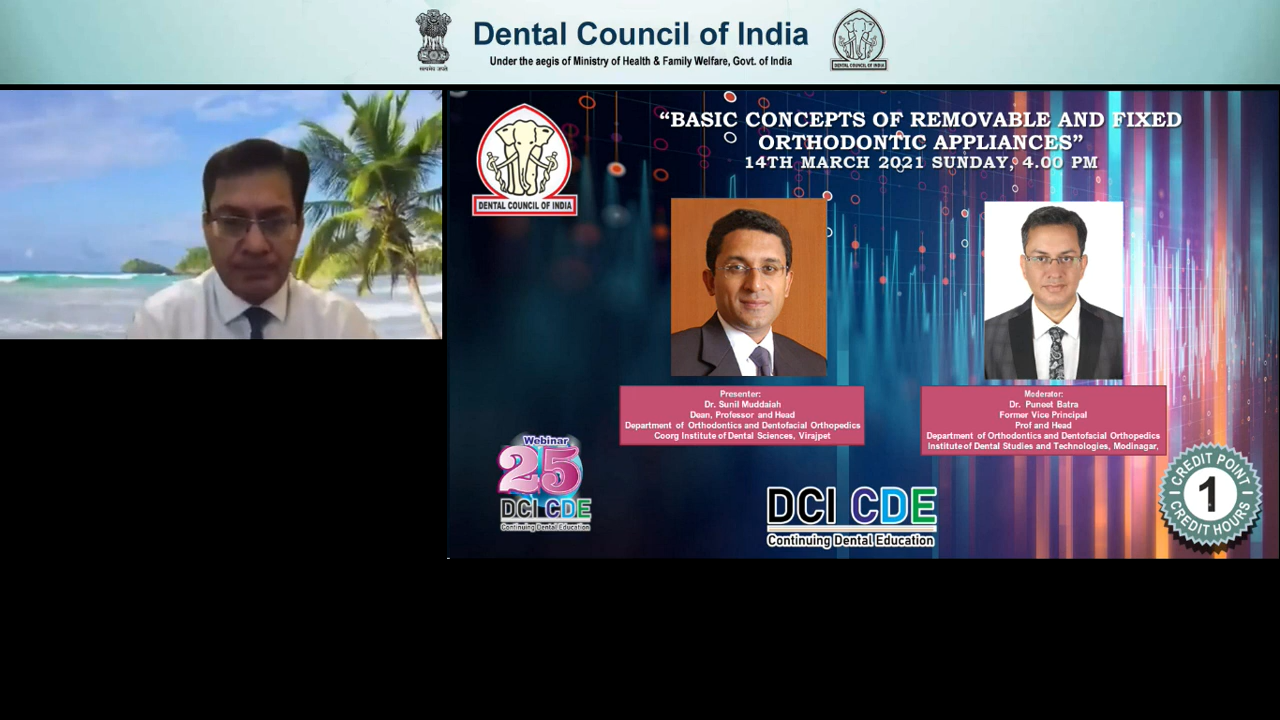 Dental Council of India
Under the aegis of Ministry of Health & Family Welfare, Govt. of India
सत्यमेव जयते
DENTAL COUNCIL OF INDIA
“BASIC CONCEPTS OF REMOVABLE AND FIXED
ORTHODONTIC APPLIANCES”
14TH MARCH 2021 SUNDAY, 4.00 PM
DENTAL COUNCIL OF INDIA
Presenter:
Dr. Sunil Muddaiah
Dean, Professor and Head
Department of Orthodontics and Dentofacial Orthopedics
Coorg Institute of Dental Sciences, Virajpet
Moderator:
Dr. Puneet Batra
Former Vice Principal
Prof and Head
Department of Orthodontics and Dentofacial Orthopedics
Institute of Dental Studies and Technologies, Modinagar,
Webinar
25
DCI CDE
Continuing Dental Education
DCI CDE
Continuing Dental Education
CREDIT POINT
1
CREDIT HOURS